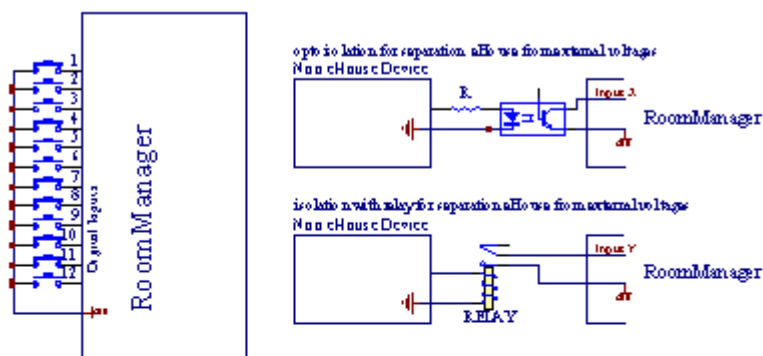 1
2
3
4
5
6
7
8
9
10
11
12
Digital Inputs
RoomManager
opto isolation for separation eHouse from external voltages
Non eHouse Device
R
Input X
RoomManager
isolation with relay for separation eHouse from external voltages
Non eHouse Device
Input Y
RoomManager
RELAY